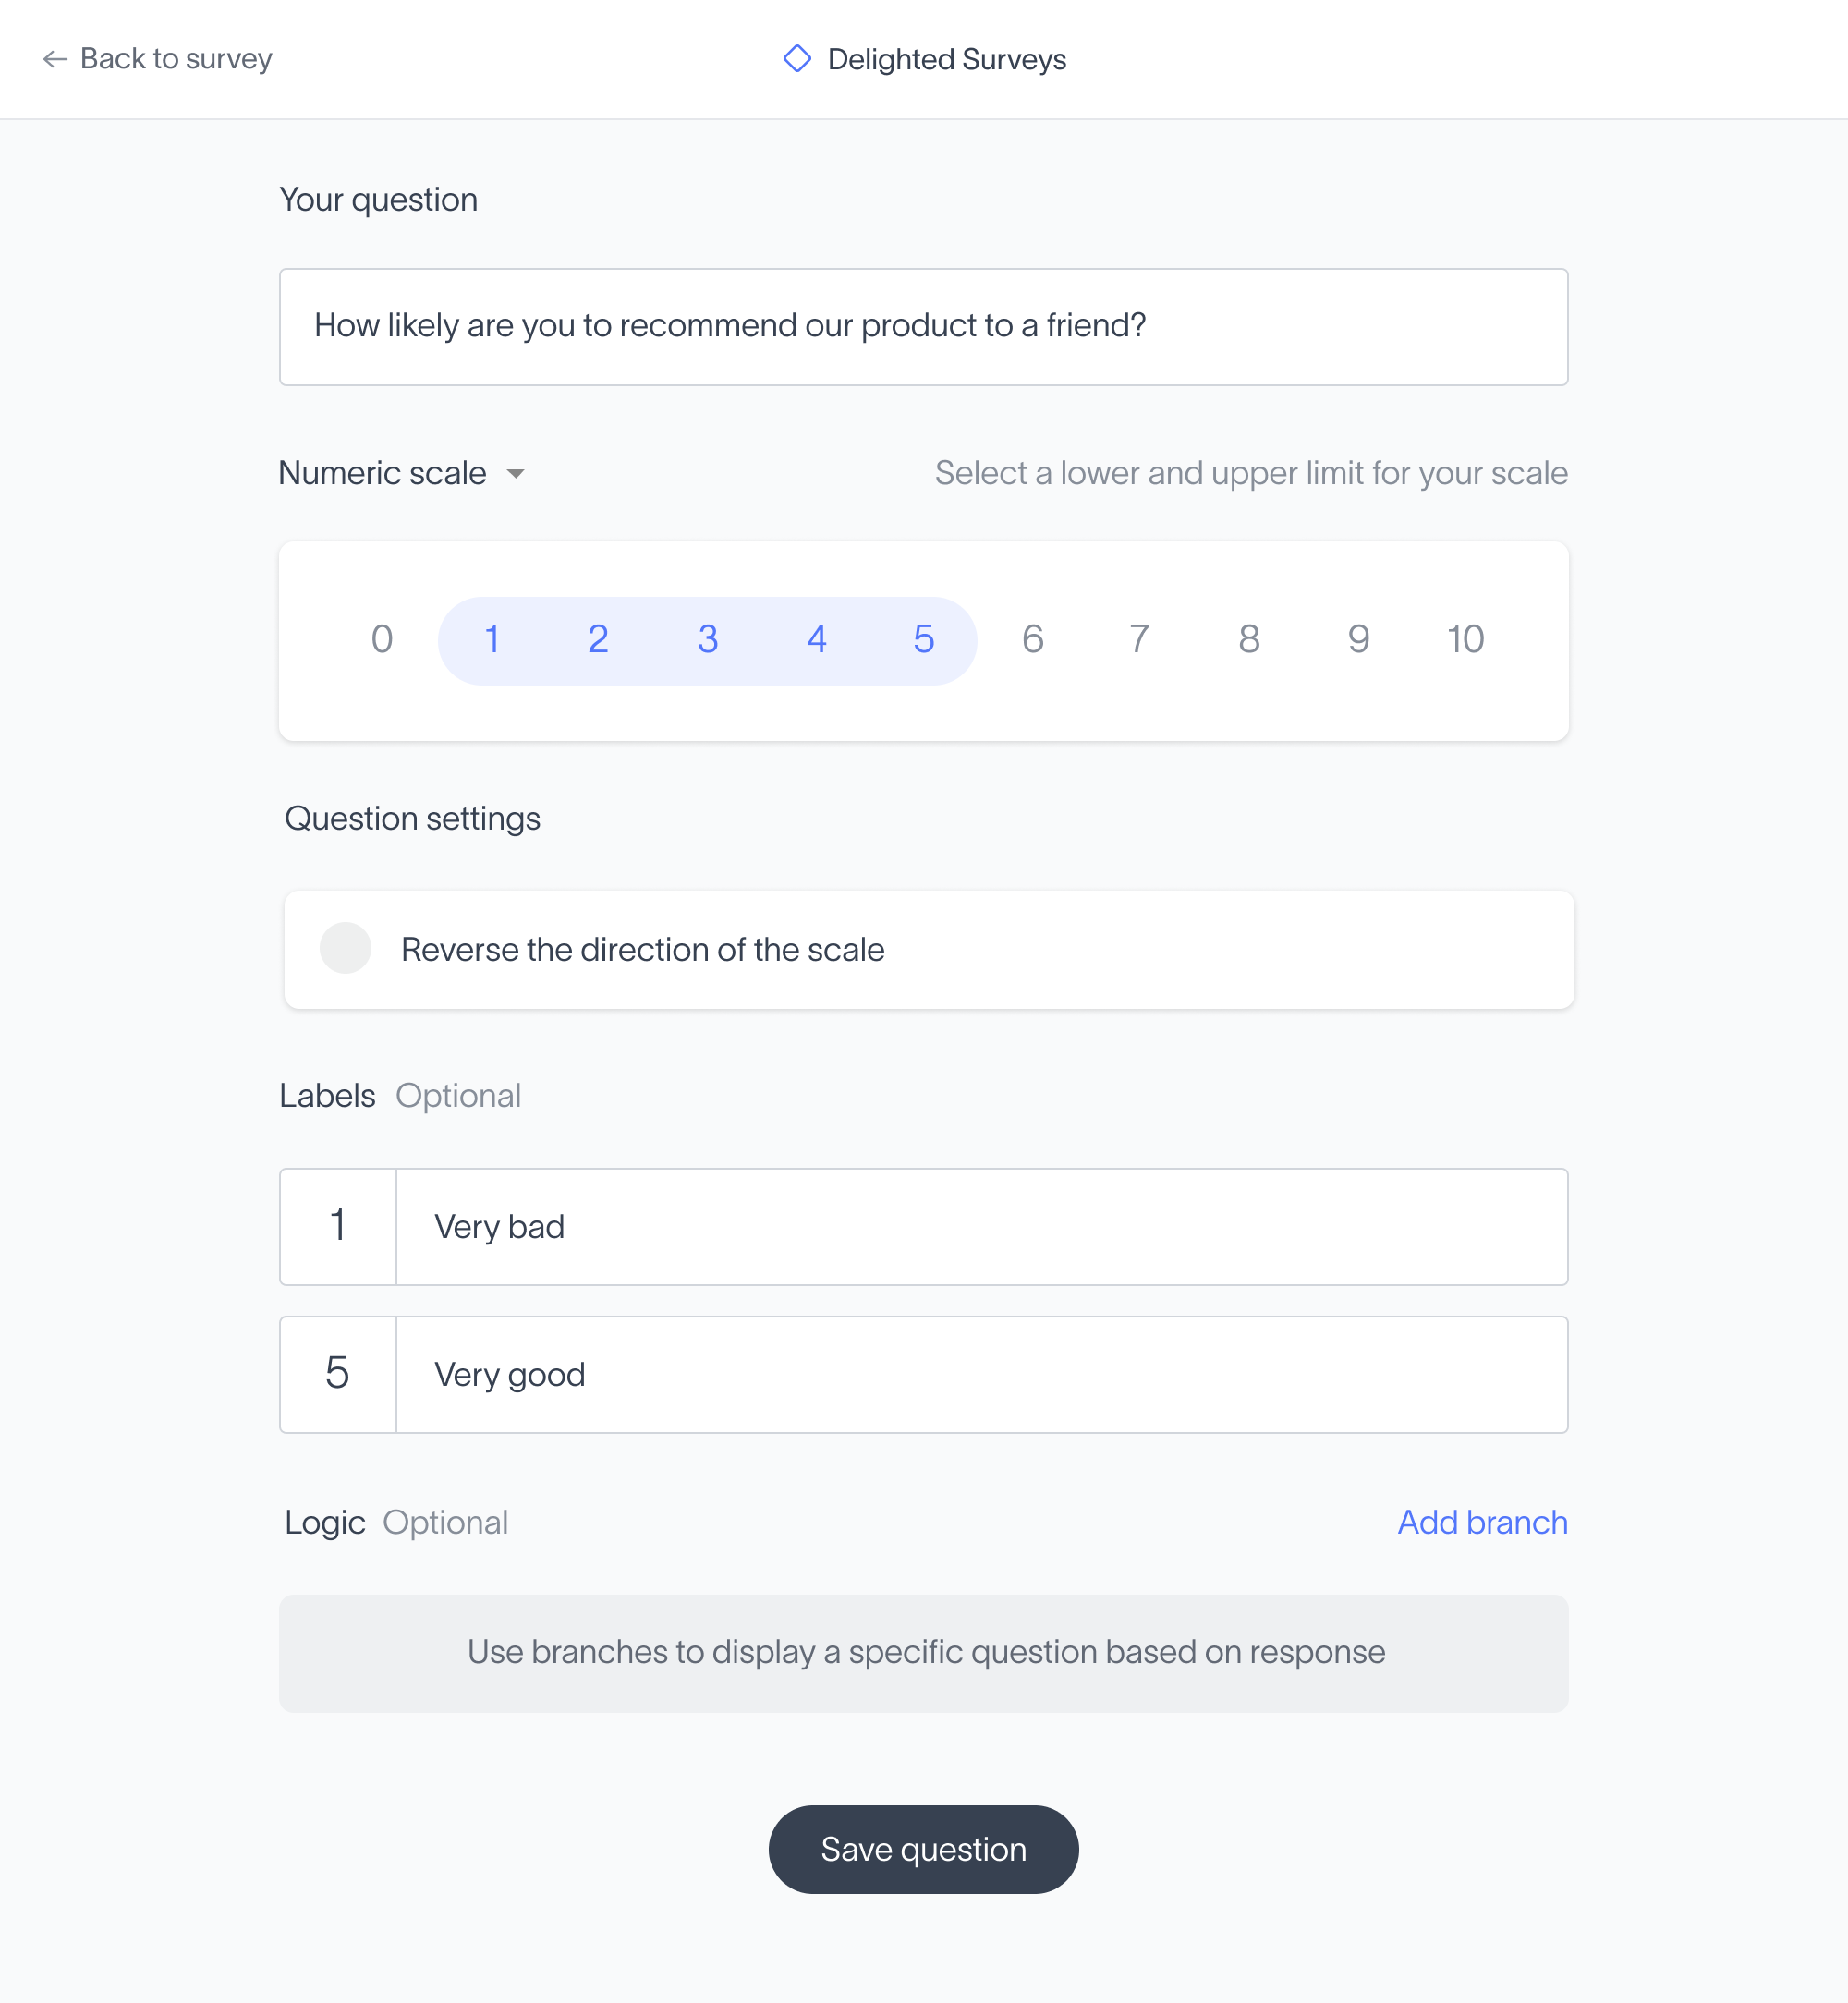 Back to survey
Delighted Surveys
Your question
How likely are you to recommend our product to a friend?
Numeric scale
Select a lower and upper limit for your scale
0 1 2 3 4 5 6 7 8 9 10
Question settings
Reverse the direction of the scale
Labels Optional
1 Very bad
5 Very good
Logic Optional
Add branch
Use branches to display a specific question based on response
Save question